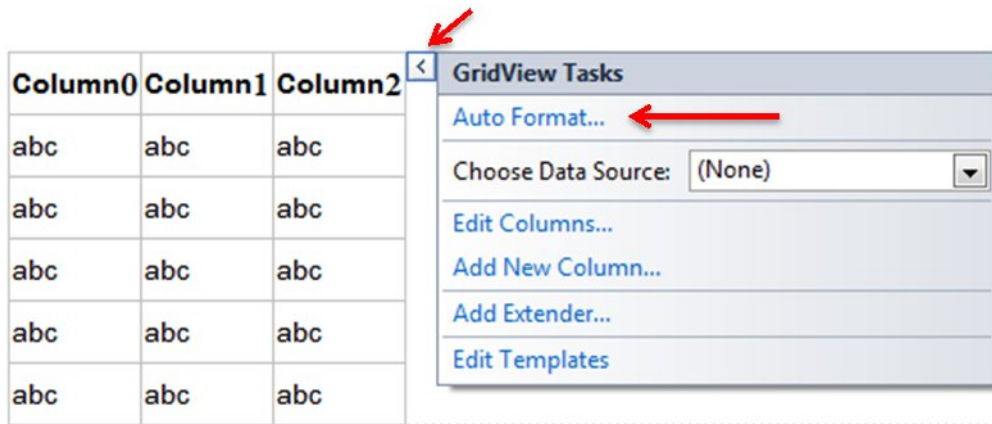 Column0 Column1 Column2 < GridView Tasks
Auto Format...
abc abc abc
Choose Data Source: (None)
abc abc abc
Edit Columns...
abc abc abc
Add New Column...
abc abc abc
Add Extender...
Edit Templates
abc abc abc